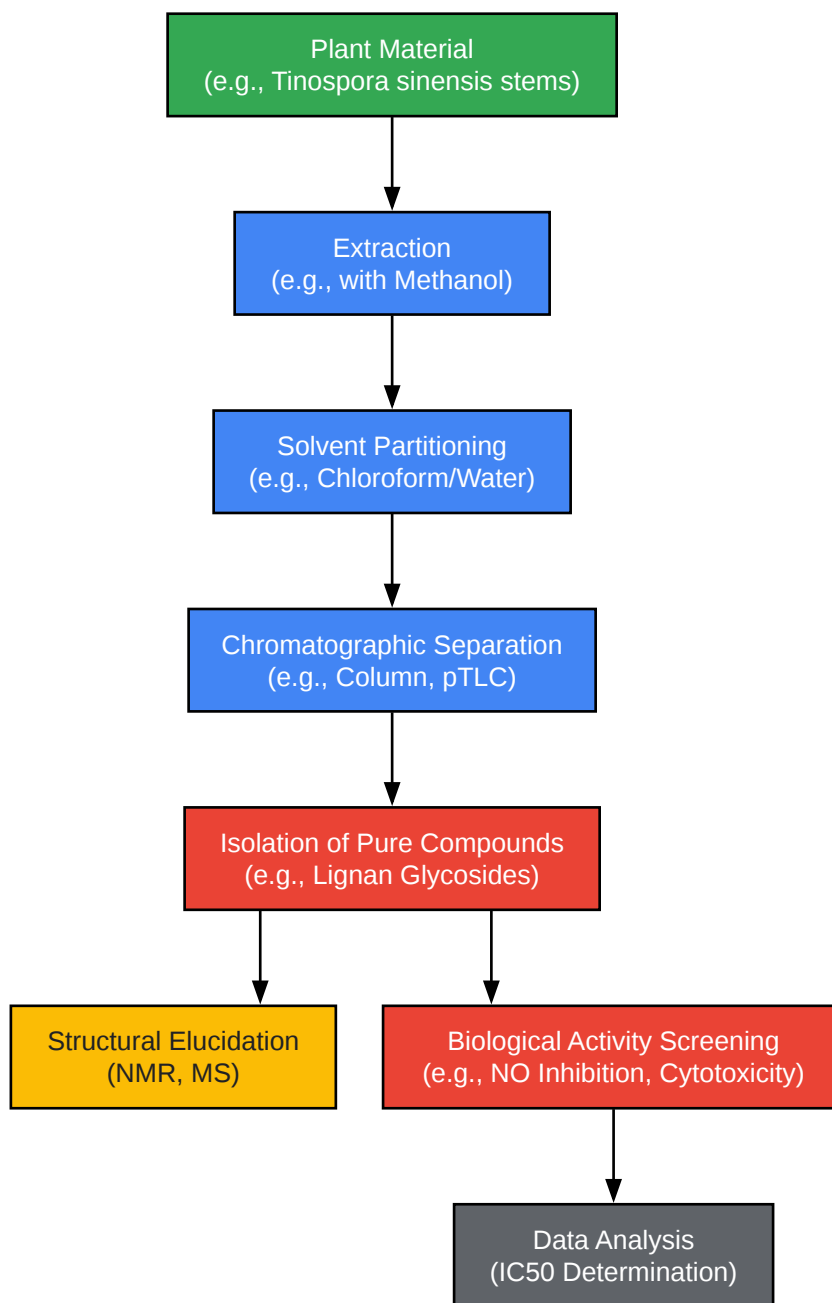 Plant Material
(e.g., Tinospora sinensis stems)
Extraction
(e.g., with Methanol)
Solvent Partitioning
(e.g., Chloroform/Water)
Chromatographic Separation
(e.g., Column, pTLC)
Isolation of Pure Compounds
(e.g., Lignan Glycosides)
Structural Elucidation
(NMR, MS)
Biological Activity Screening
(e.g., NO Inhibition, Cytotoxicity)
Data Analysis
(IC50 Determination)